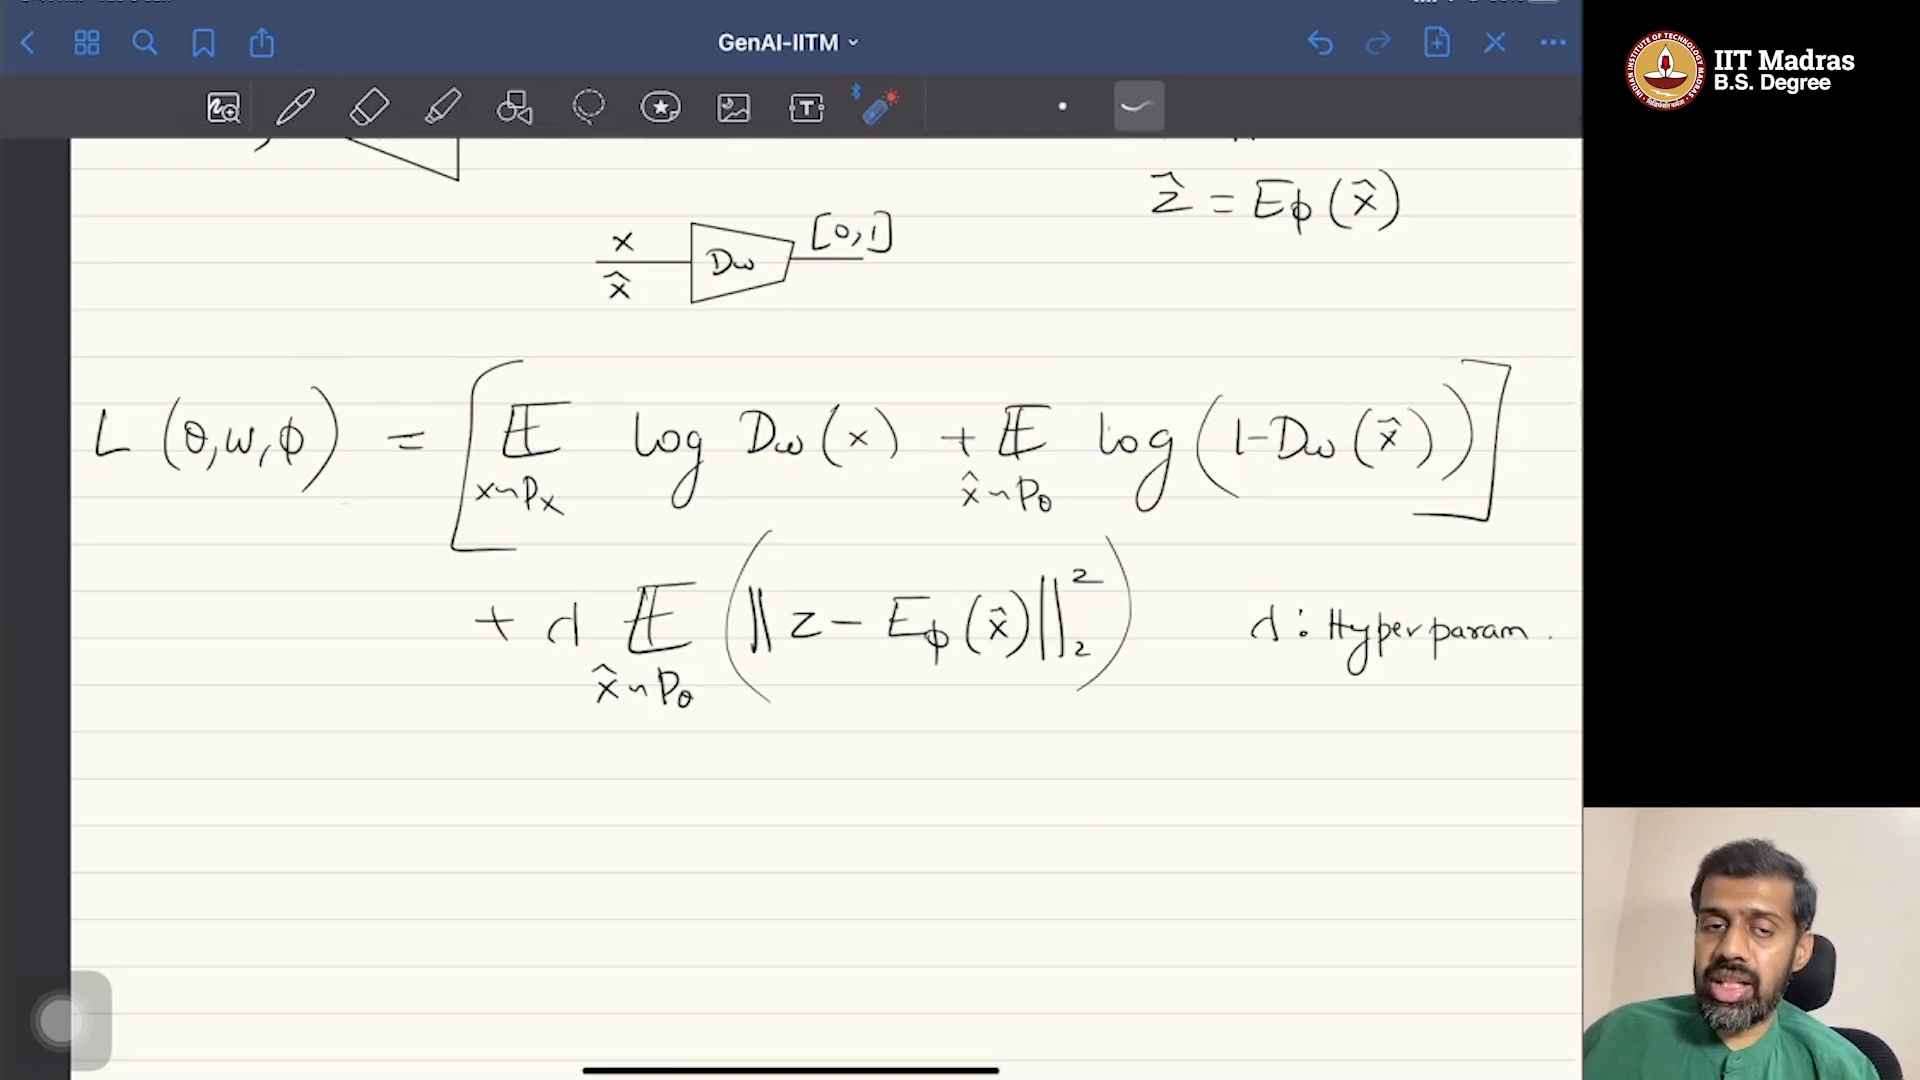 GenAI-IITM
IIT Madras
B.S. Degree
ẑ = Eϕ(x̂)
x
x̂
Dω
[0,1]
L(θ,ω,ϕ) = [ 𝔼 log Dω(x) + 𝔼 log(1-Dω(x̂)) ]
x~Px
x̂~Pθ
+ d 𝔼 ( ||z - Eϕ(x̂)||₂² )
d : Hyperparam.
x̂~Pθ